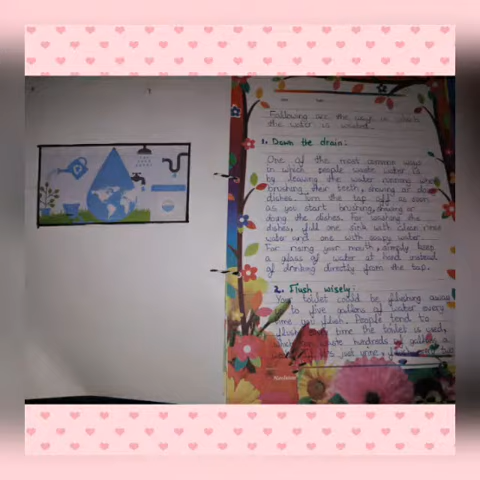 Following are the ways in which
the water is wasted.
1. Down the drain:
One of the most common ways
in which people waste water is
by leaving the water running when
brushing their teeth, shaving or doing
dishes. Turn the tap off as soon
as you start brushing, shaving or
doing the dishes. For washing the
dishes, fill one sink with clean rinse
water and one with soapy water.
For rising your mouth, simply keep
a glass of water at hand instead
of drinking directly from the tap.
2. Flush wisely:
Your toilet could be flushing away
to five gallons of water every
time you flush. People tend to
flush time the toilet is used,
hundreds of gallons a
just